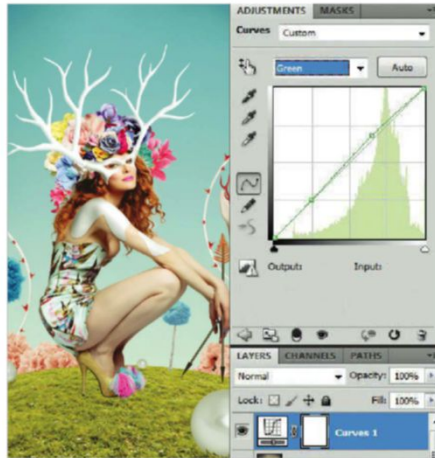 ADJUSTMENTS MASKS
Curves Custom
Green Auto
Output: Input:
LAYERS CHANNELS PATHS
Normal Opacity: 100%
Lock: Fill: 100%
Curves 1